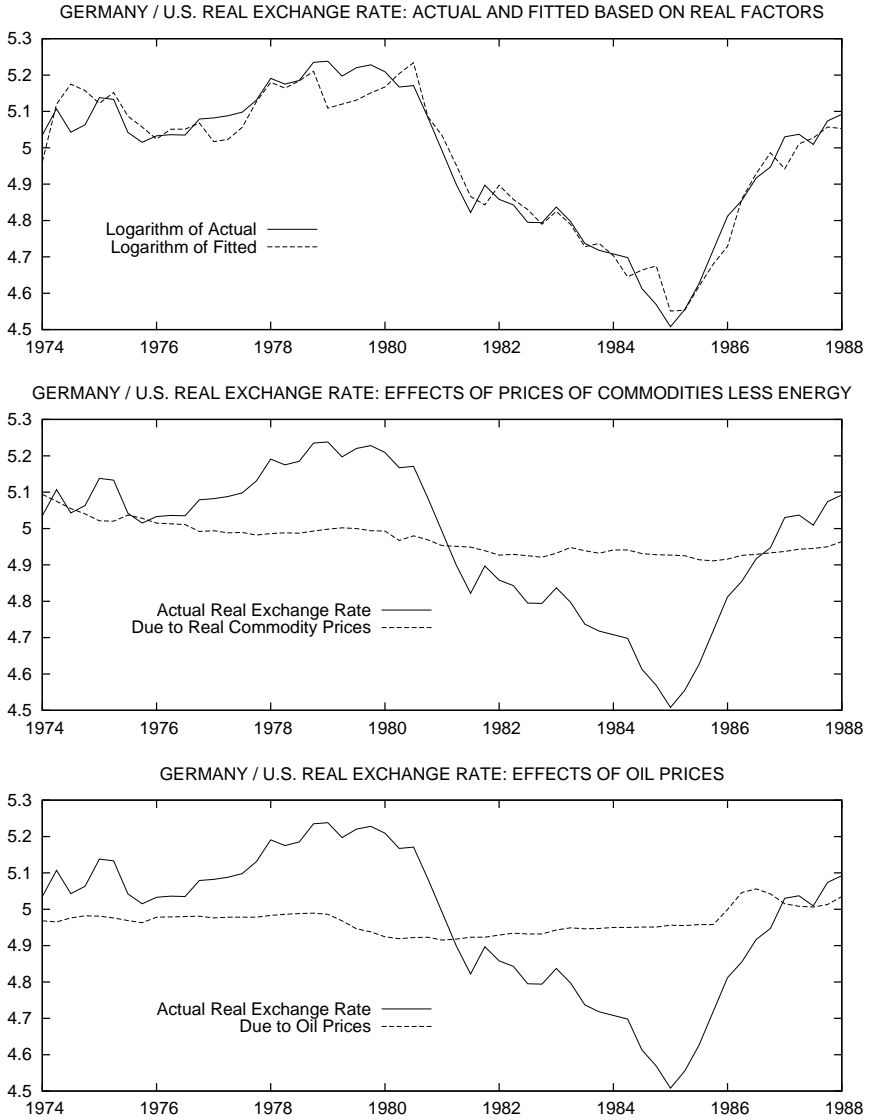 GERMANY / U.S. REAL EXCHANGE RATE: ACTUAL AND FITTED BASED ON REAL FACTORS
5.3
5.2
5.1
5
4.9
4.8
4.7
4.6
4.5
Logarithm of Actual
Logarithm of Fitted
1974 1976 1978 1980 1982 1984 1986 1988
GERMANY / U.S. REAL EXCHANGE RATE: EFFECTS OF PRICES OF COMMODITIES LESS ENERGY
5.3
5.2
5.1
5
4.9
4.8
4.7
4.6
4.5
Actual Real Exchange Rate
Due to Real Commodity Prices
1974 1976 1978 1980 1982 1984 1986 1988
GERMANY / U.S. REAL EXCHANGE RATE: EFFECTS OF OIL PRICES
5.3
5.2
5.1
5
4.9
4.8
4.7
4.6
4.5
Actual Real Exchange Rate
Due to Oil Prices
1974 1976 1978 1980 1982 1984 1986 1988